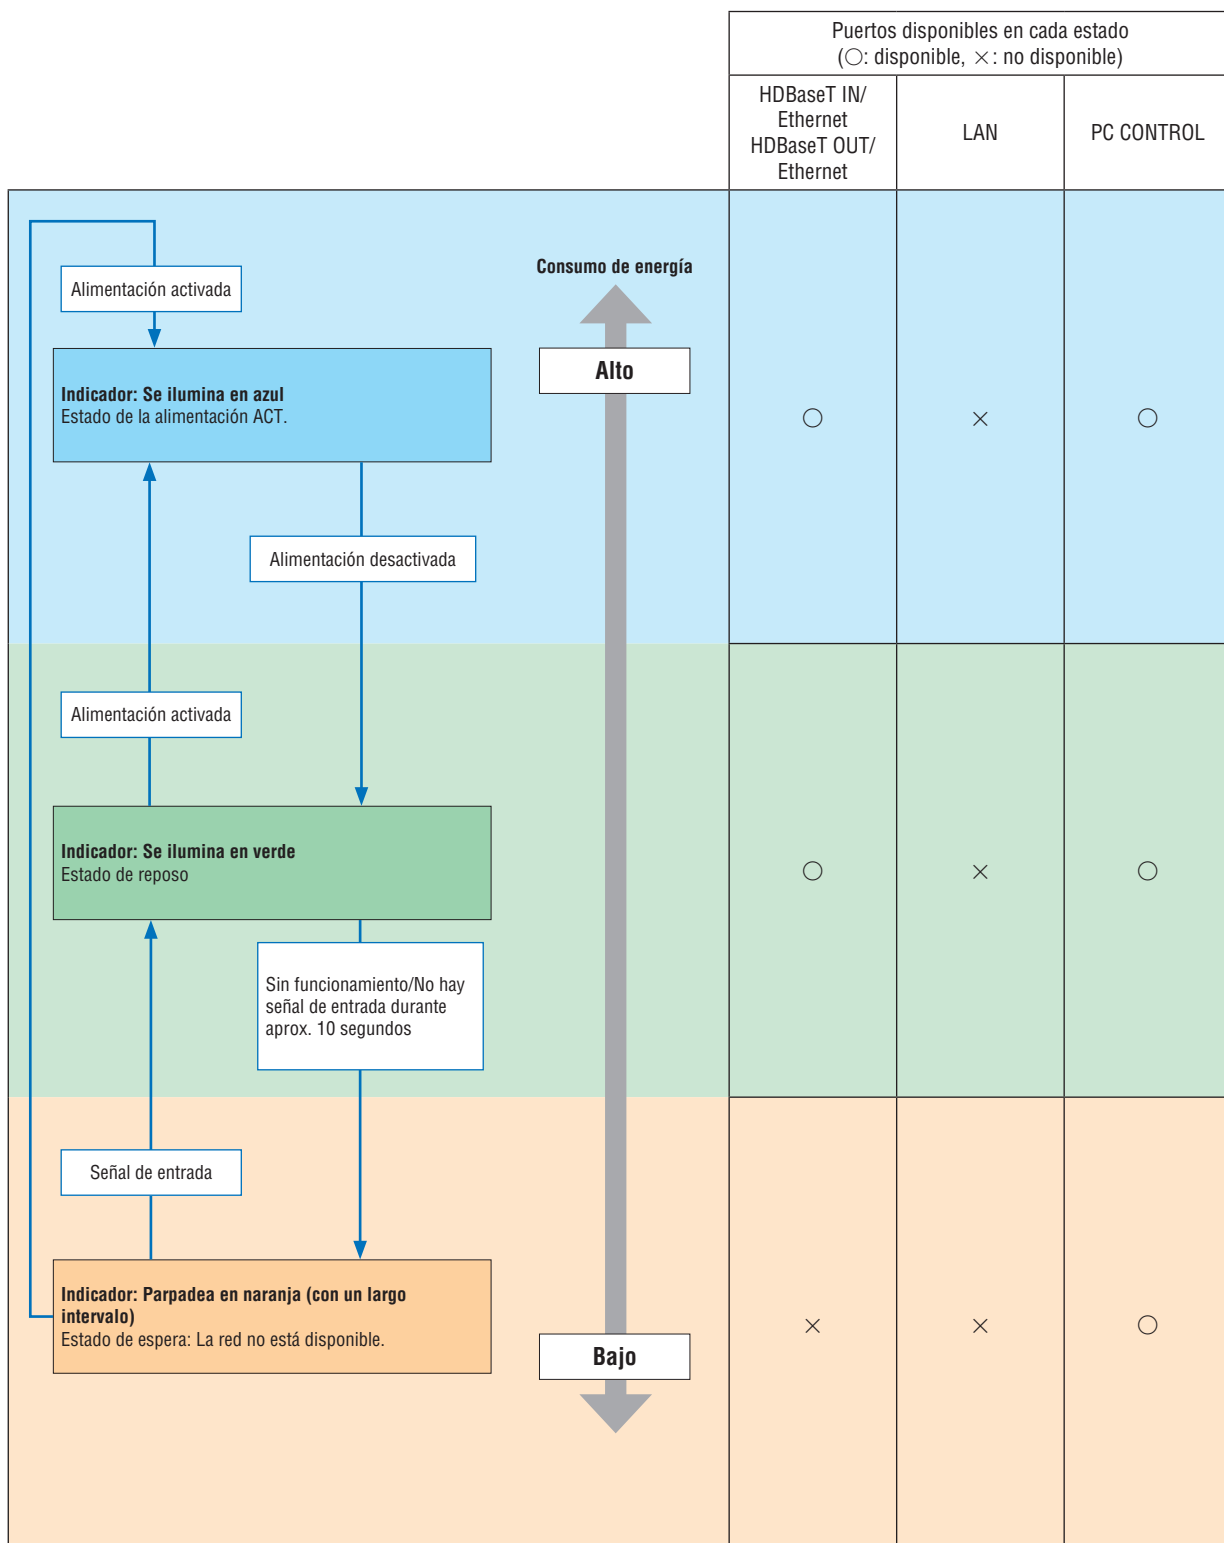 Puertos disponibles en cada estado
(○: disponible, ×: no disponible)
HDBaseT IN/
Ethernet
HDBaseT OUT/
Ethernet
LAN
PC CONTROL
Consumo de energía
Alimentación activada
Alto
Indicador: Se ilumina en azul
Estado de la alimentación ACT.
○ × ○
Alimentación desactivada
Alimentación activada
Indicador: Se ilumina en verde
Estado de reposo
○ × ○
Sin funcionamiento/No hay
señal de entrada durante
aprox. 10 segundos
Señal de entrada
Indicador: Parpadea en naranja (con un largo
intervalo)
Estado de espera: La red no está disponible.
× × ○
Bajo